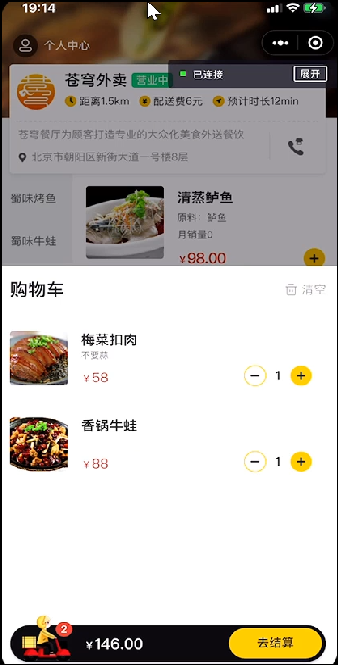 19:14
个人中心
苍穹外卖 营业中
已连接 展开
距离1.5km 配送费6元 预计时长12min
苍穹餐厅为顾客打造专业的大众化美食外送餐饮
北京市朝阳区新街大道一号楼8层
蜀味烤鱼
清蒸鲈鱼
原料：鲈鱼
月销量0
蜀味牛蛙
¥98.00
购物车
清空
梅菜扣肉
不要蒜
¥58
1
香锅牛蛙
¥88
1
2
¥146.00
去结算